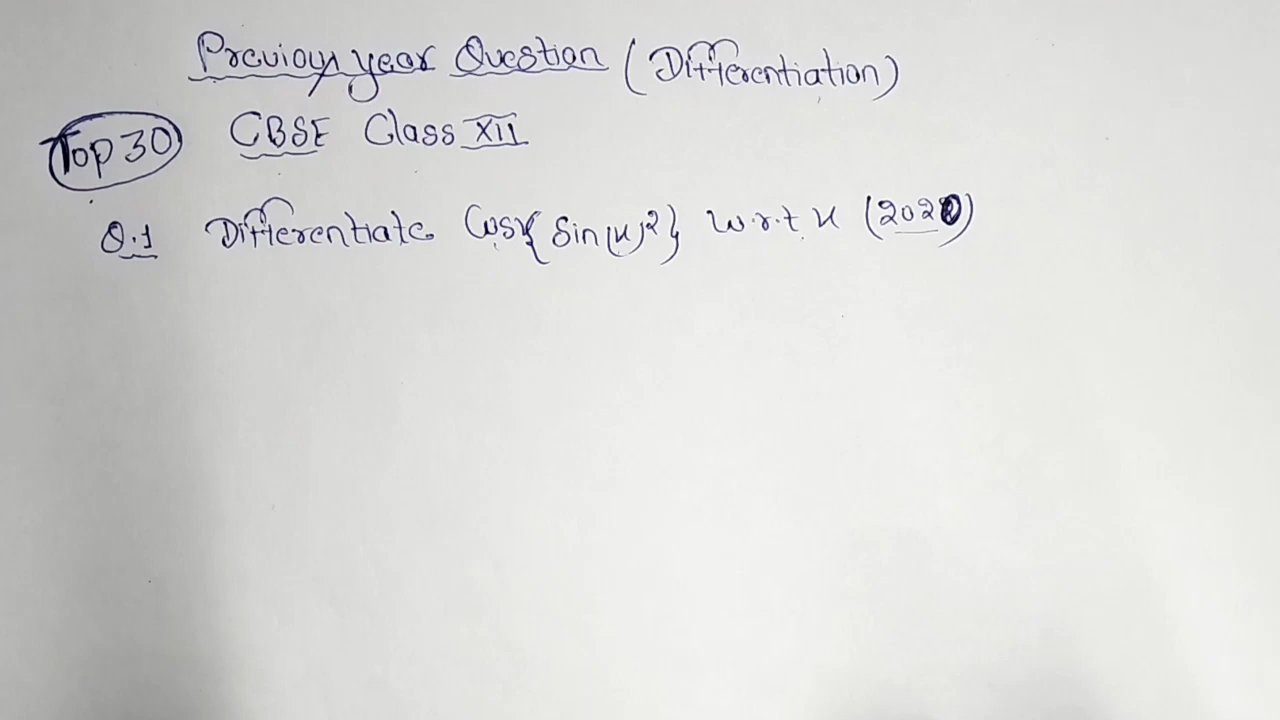 Previous year Question (Differentiation)
Top 30 CBSE Class XII
Q.1 Differentiate Cos{Sin(x)²} w.r.t x (2020)